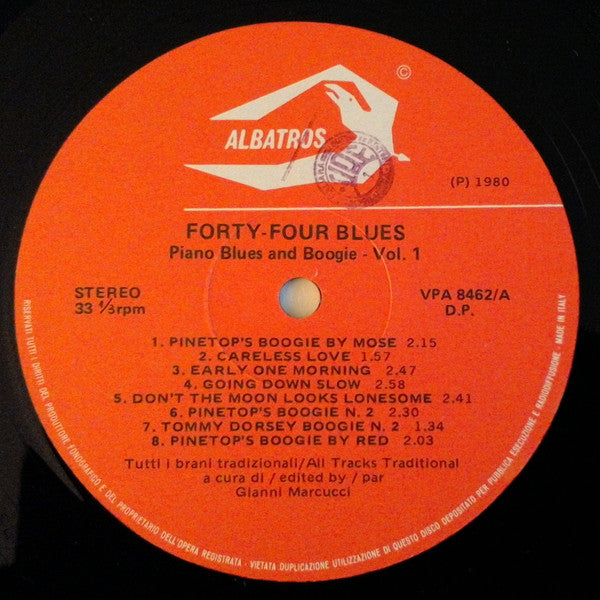 ALBATROS
©
SIAE
(P) 1980
FORTY-FOUR BLUES
Piano Blues and Boogie - Vol. 1
STEREO
33 1/3 rpm
VPA 8462/A
D.P.
1. PINETOP'S BOOGIE BY MOSE 2.15
2. CARELESS LOVE 1.57
3. EARLY ONE MORNING 2.47
4. GOING DOWN SLOW 2.58
5. DON'T THE MOON LOOKS LONESOME 2.41
6. PINETOP'S BOOGIE N. 2 2.30
7. TOMMY DORSEY BOOGIE N. 2 1.34
8. PINETOP'S BOOGIE BY RED 2.03
Tutti i brani tradizionali/All Tracks Traditional
a cura di / edited by / par
Gianni Marcucci
RISERVATI TUTTI I DIRITTI DEL PRODUTTORE FONOGRAFICO E DEL PROPRIETARIO DELL'OPERA REGISTRATA - VIETATA DUPLICAZIONE UTILIZZAZIONE DI QUESTO DISCO DEPOSITATO PER PUBBLICA ESECUZIONE E RADIODIFFUSIONE. MADE IN ITALY